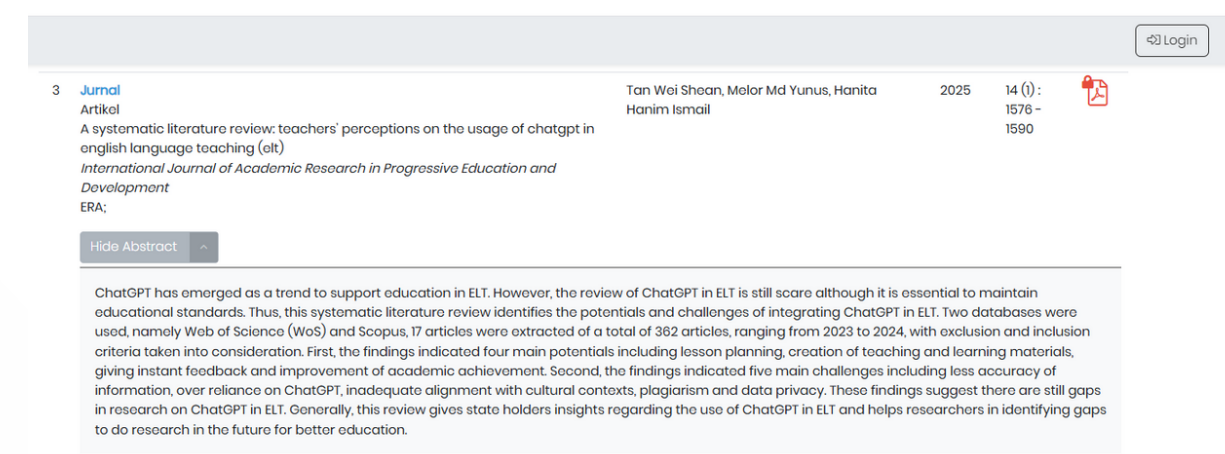 Login
3 Jurnal Tan Wei Shean, Melor Md Yunus, Hanita 2025 14 (1) :
Artikel Hanim Ismail 1576 -
A systematic literature review: teachers' perceptions on the usage of chatgpt in 1590
english language teaching (elt)
International Journal of Academic Research in Progressive Education and
Development
ERA;
Hide Abstract
ChatGPT has emerged as a trend to support education in ELT. However, the review of ChatGPT in ELT is still scare although it is essential to maintain
educational standards. Thus, this systematic literature review identifies the potentials and challenges of integrating ChatGPT in ELT. Two databases were
used, namely Web of Science (WoS) and Scopus, 17 articles were extracted of a total of 362 articles, ranging from 2023 to 2024, with exclusion and inclusion
criteria taken into consideration. First, the findings indicated four main potentials including lesson planning, creation of teaching and learning materials,
giving instant feedback and improvement of academic achievement. Second, the findings indicated five main challenges including less accuracy of
information, over reliance on ChatGPT, inadequate alignment with cultural contexts, plagiarism and data privacy. These findings suggest there are still gaps
in research on ChatGPT in ELT. Generally, this review gives state holders insights regarding the use of ChatGPT in ELT and helps researchers in identifying gaps
to do research in the future for better education.